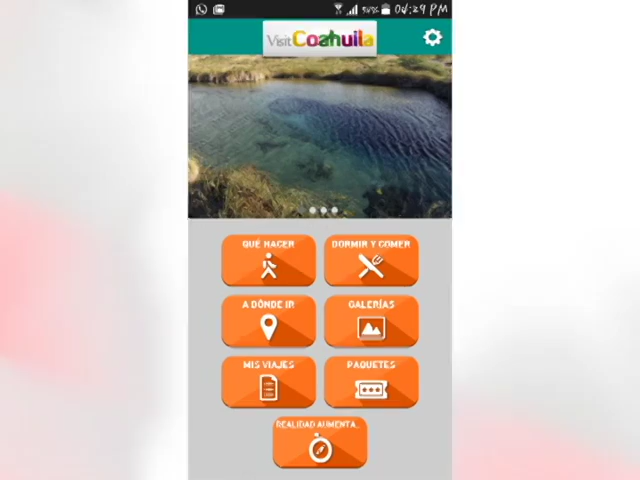 04:29 PM
Visit Coahuila
QUÉ HACER
DORMIR Y COMER
A DÓNDE IR
GALERÍAS
MIS VIAJES
PAQUETES
REALIDAD AUMENTA..